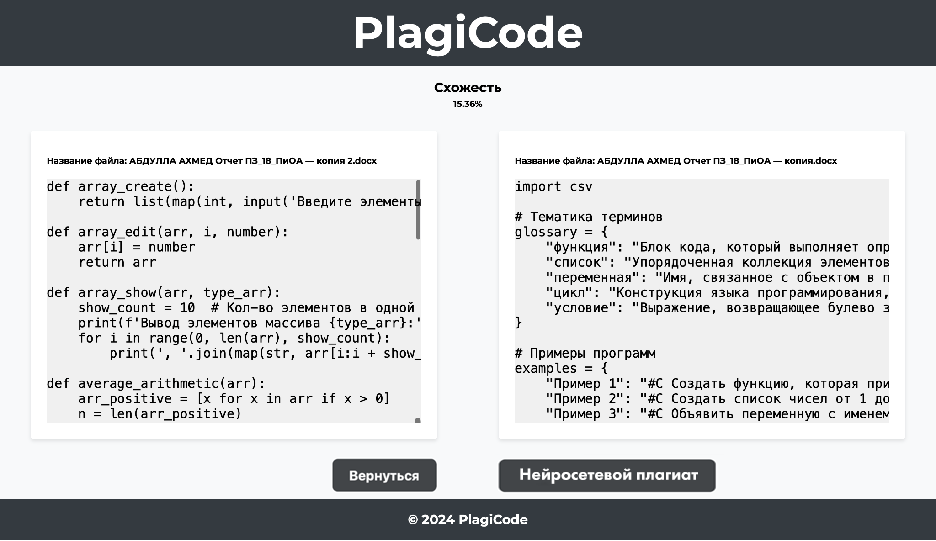 PlagiCode
Схожесть
15.36%
Название файла: АБДУЛЛА АХМЕД Отчет ПЗ_18_ПиОА — копия 2.docx
def array_create():
    return list(map(int, input('Введите элементы
def array_edit(arr, i, number):
    arr[i] = number
    return arr
def array_show(arr, type_arr):
    show_count = 10  # Кол-во элементов в одной
    print(f'Вывод элементов массива {type_arr}:'
    for i in range(0, len(arr), show_count):
        print(', '.join(map(str, arr[i:i + show_
def average_arithmetic(arr):
    arr_positive = [x for x in arr if x > 0]
    n = len(arr_positive)
Название файла: АБДУЛЛА АХМЕД Отчет ПЗ_18_ПиОА — копия.docx
import csv
# Тематика терминов
glossary = {
    "функция": "Блок кода, который выполняет опр
    "список": "Упорядоченная коллекция элементов
    "переменная": "Имя, связанное с объектом в п
    "цикл": "Конструкция языка программирования,
    "условие": "Выражение, возвращающее булево з
}
# Примеры программ
examples = {
    "Пример 1": "#С Создать функцию, которая при
    "Пример 2": "#С Создать список чисел от 1 до
    "Пример 3": "#С Объявить переменную с именем
Вернуться
Нейросетевой плагиат
© 2024 PlagiCode